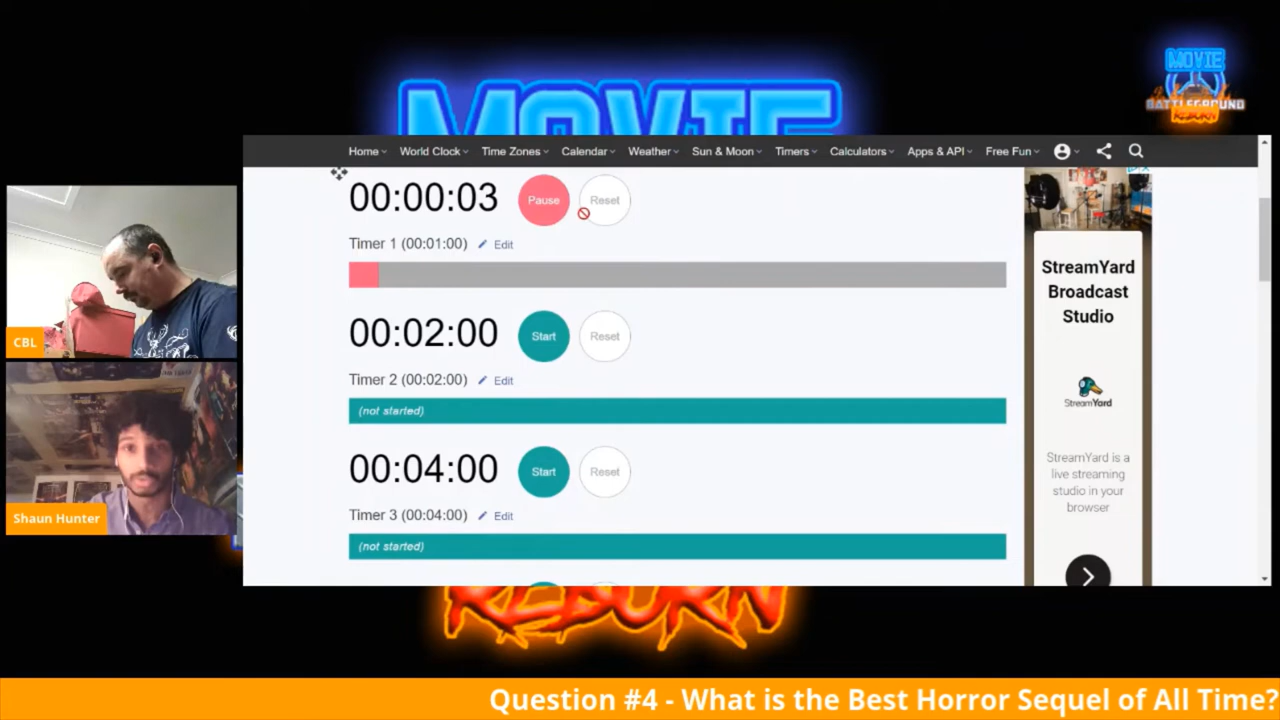 MOVIE
MOVIE
BATTLEGROUND
REBORN
Home World Clock Time Zones Calendar Weather Sun & Moon Timers Calculators Apps & API Free Fun
00:00:03 Pause Reset
Timer 1 (00:01:00) Edit
00:02:00 Start Reset
Timer 2 (00:02:00) Edit
(not started)
00:04:00 Start Reset
Timer 3 (00:04:00) Edit
(not started)
StreamYard
Broadcast
Studio
StreamYard
StreamYard is a
live streaming
studio in your
browser
CBL
Shaun Hunter
REBORN
Question #4 - What is the Best Horror Sequel of All Time?